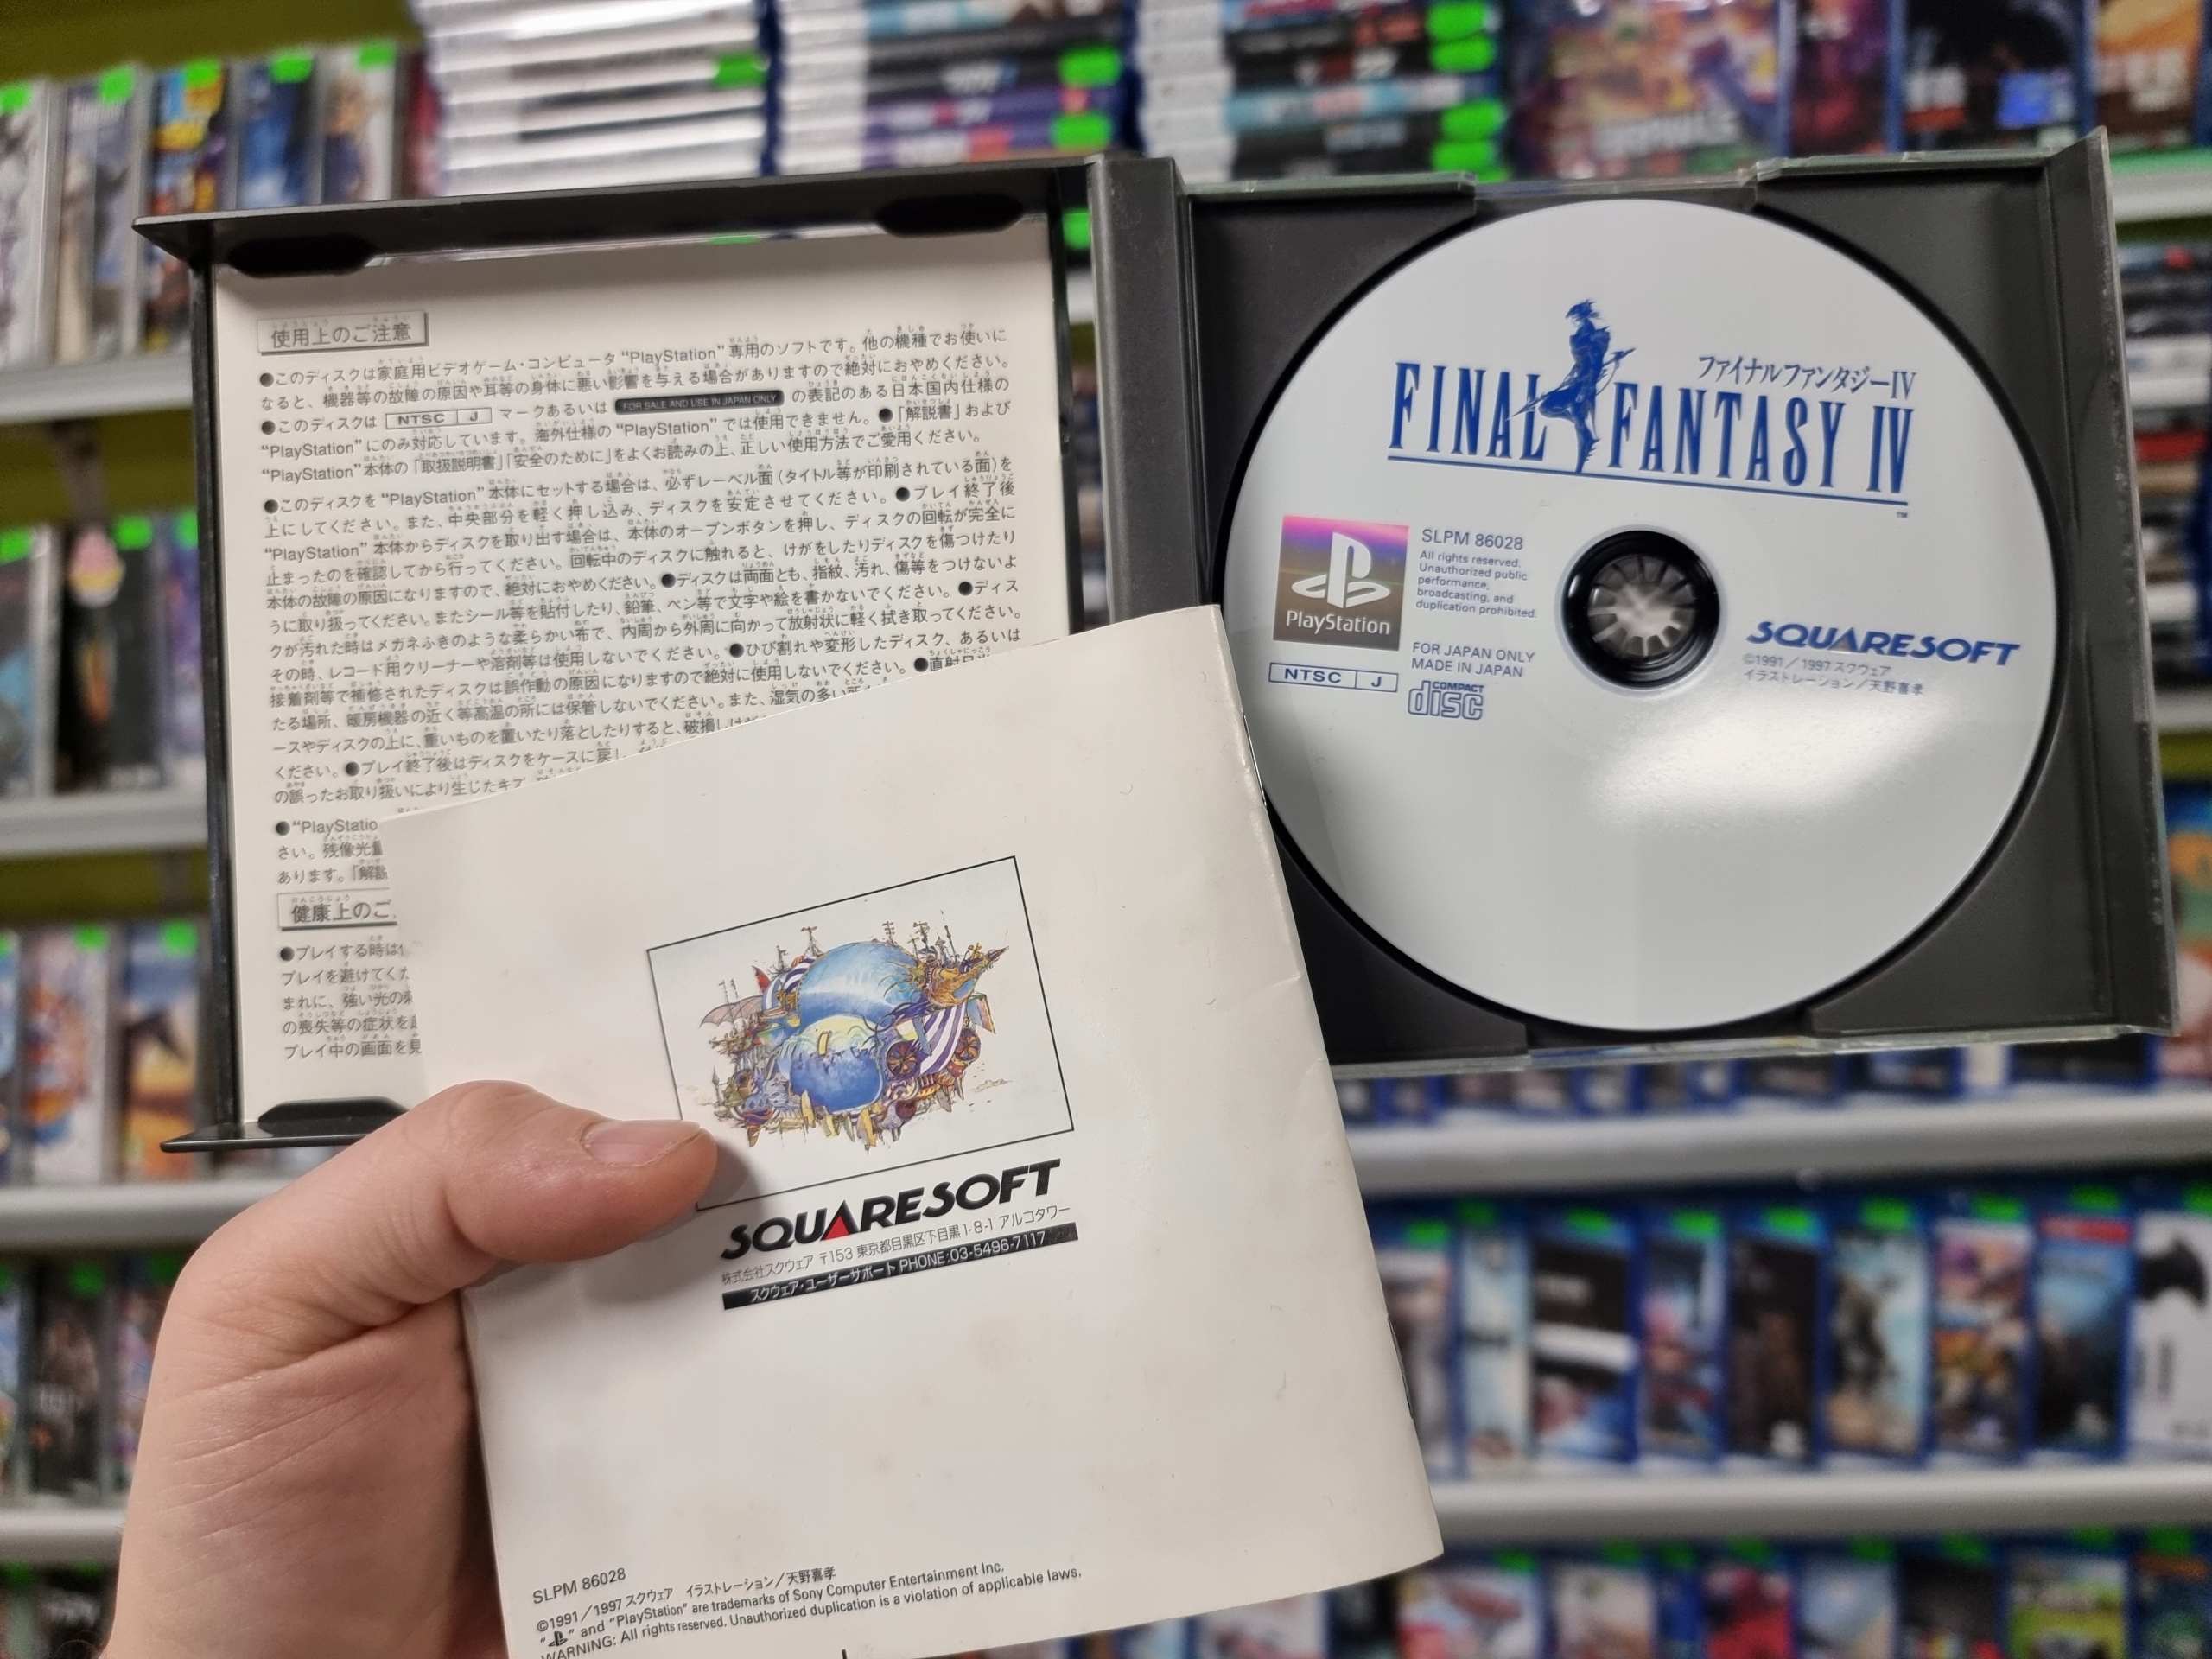 使用上のご注意
●このディスクは家庭用ビデオゲーム・コンピュータ“PlayStation”専用のソフトです。他の機種でお使いに
なると、機器等の故障の原因や耳等の身体に悪い影響を与える場合がありますので絶対におやめください。
●このディスクは NTSC J マークあるいは FOR SALE AND USE IN JAPAN ONLY の表記のある日本国内仕様の
“PlayStation”にのみ対応しています。海外仕様の“PlayStation”では使用できません。●「解説書」および
“PlayStation”本体の「取扱説明書」「安全のために」をよくお読みの上、正しい使用方法でご愛用ください。
●このディスクを“PlayStation”本体にセットする場合は、必ずレーベル面（タイトル等が印刷されている面）を
上にしてください。また、中央部分を軽く押し込み、ディスクを安定させてください。●プレイ終了後
“PlayStation”本体からディスクを取り出す場合は、本体のオープンボタンを押し、ディスクの回転が完全に
止まったのを確認してから行ってください。回転中のディスクに触れると、けがをしたりディスクを傷つけたり
本体の故障の原因になりますので、絶対におやめください。●ディスクは両面とも、指紋、汚れ、傷等をつけないよ
うに取り扱ってください。またシール等を貼付したり、鉛筆、ペン等で文字や絵を書かないでください。●ディス
クが汚れた時はメガネふきのような柔らかい布で、内周から外周に向かって放射状に軽く拭き取ってください。
その時、レコード用クリーナーや溶剤等は使用しないでください。●ひび割れや変形したディスク、あるいは
接着剤等で補修されたディスクは誤作動の原因になりますので絶対に使用しないでください。●直射日光
たる場所、暖房機器の近く等高温の所には保管しないでください。また、湿気の多い所
ースやディスクの上に、重いものを置いたり落としたりすると、破損し
ください。●プレイ終了後はディスクをケースに戻し
の誤ったお取り扱いにより生じたキズ
●“PlayStatio
さい。残像光量
あります。「解説
健康上のご
●プレイする時は
プレイを避けてくだ
まれに、強い光の刺
の喪失等の症状を
プレイ中の画面を見
ファイナルファンタジーIV
FINAL FANTASY IV
TM
PlayStation
NTSC J
SLPM 86028
All rights reserved.
Unauthorized public
performance,
broadcasting, and
duplication prohibited.
FOR JAPAN ONLY
MADE IN JAPAN
COMPACT
disc
SQUARESOFT
©1991／1997 スクウェア
イラストレーション／天野喜孝
SQUARESOFT
株式会社スクウェア 〒153 東京都目黒区下目黒1-8-1 アルコタワー
スクウェア・ユーザーサポート PHONE:03-5496-7117
SLPM 86028
©1991／1997 スクウェア イラストレーション／天野喜孝
“ ” and “PlayStation” are trademarks of Sony Computer Entertainment Inc.
WARNING: All rights reserved. Unauthorized duplication is a violation of applicable laws.